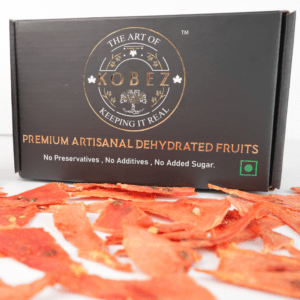 THE ART OF
TM
KOBEZ
KEEPING IT REAL
PREMIUM ARTISANAL DEHYDRATED FRUITS
No Preservatives , No Additives , No Added Sugar.